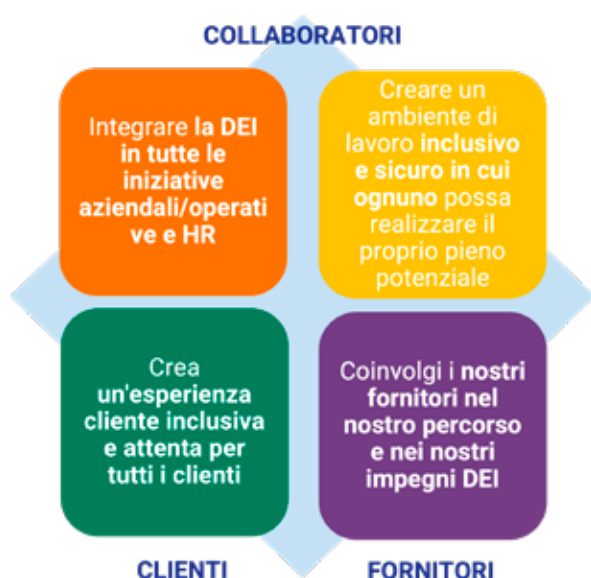 COLLABORATORI
Integrare la DEI
in tutte le
iniziative
aziendali/operati
ve e HR
Creare un
ambiente di
lavoro inclusivo
e sicuro in cui
ognuno possa
realizzare il
proprio pieno
potenziale
Crea
un'esperienza
cliente inclusiva
e attenta per
tutti i clienti
Coinvolgi i nostri
fornitori nel
nostro percorso
e nei nostri
impegni DEI
CLIENTI
FORNITORI